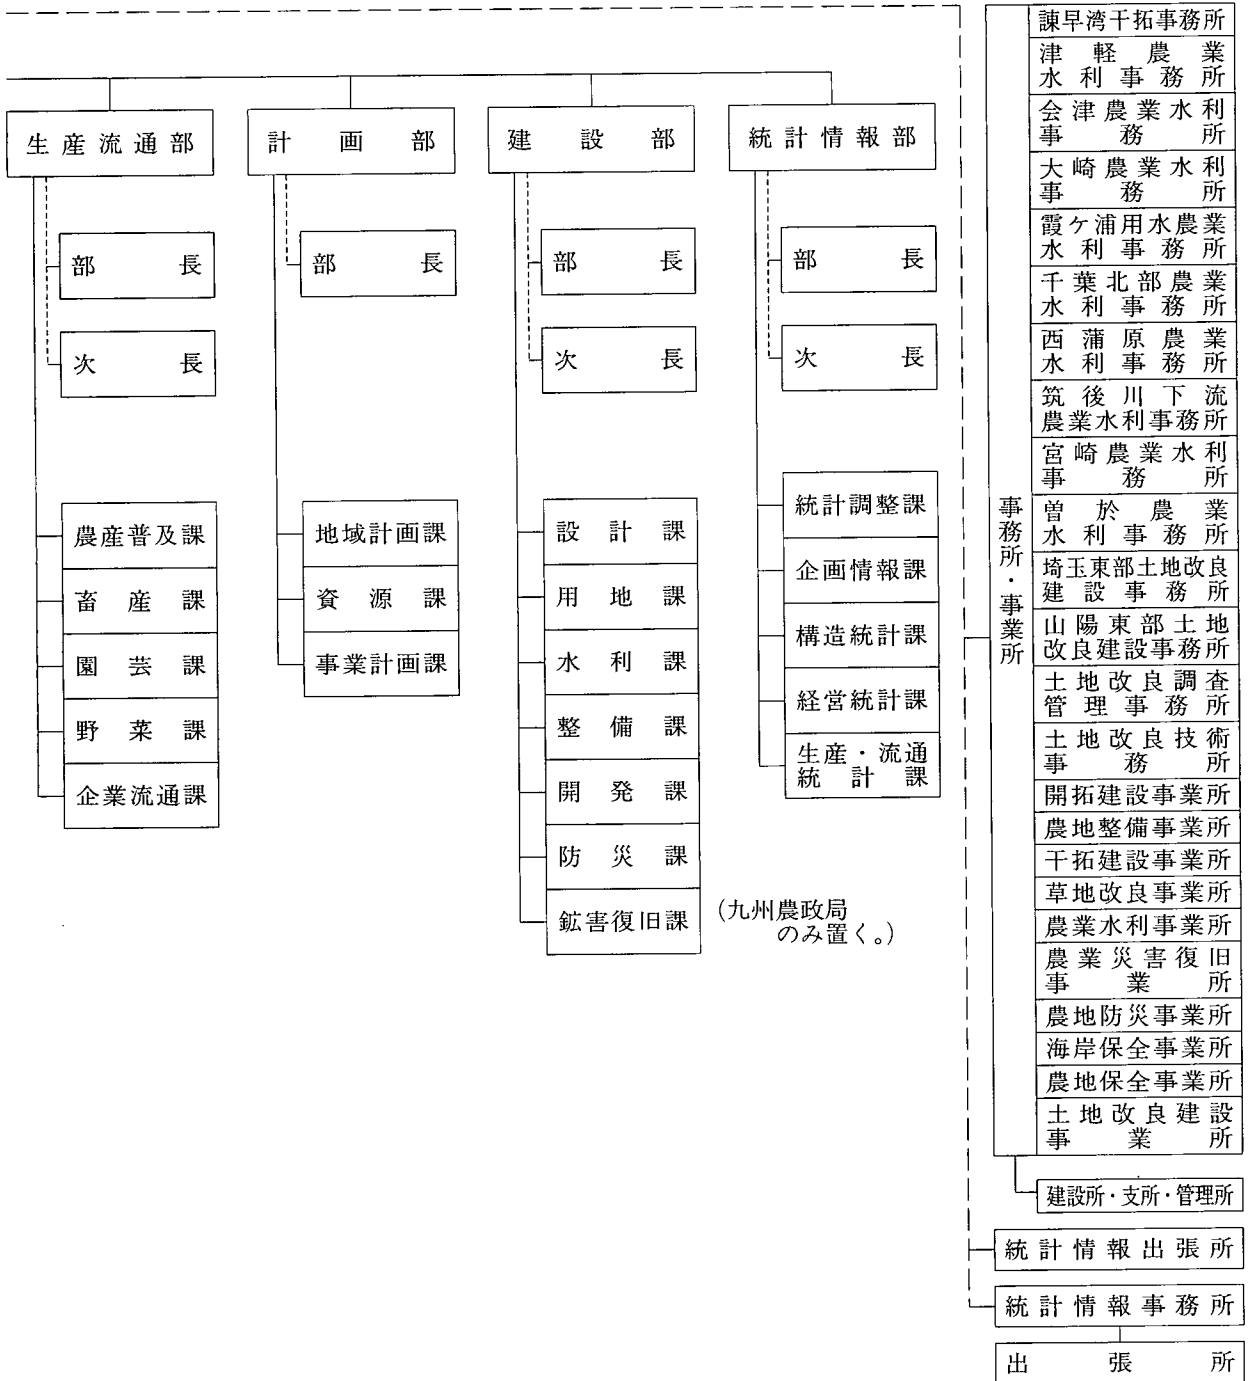 生産流通部
部長
次長
農産普及課
畜産課
園芸課
野菜課
企業流通課
計画部
部長
地域計画課
資源課
事業計画課
建設部
部長
次長
設計課
用地課
水利課
整備課
開発課
防災課
鉱害復旧課
(九州農政局
のみ置く。)
統計情報部
部長
次長
統計調整課
企画情報課
構造統計課
経営統計課
生産・流通
統計課
事務所・事業所
諫早湾干拓事務所
津軽農業
水利事務所
会津農業水利
事務所
大崎農業水利
事務所
霞ケ浦用水農業
水利事務所
千葉北部農業
水利事務所
西蒲原農業
水利事務所
筑後川下流
農業水利事務所
宮崎農業水利
事務所
曽於農業
水利事務所
埼玉東部土地改良
建設事務所
山陽東部土地
改良建設事務所
土地改良調査
管理事務所
土地改良技術
事務所
開拓建設事業所
農地整備事業所
干拓建設事業所
草地改良事業所
農業水利事業所
農業災害復旧
事業所
農地防災事業所
海岸保全事業所
農地保全事業所
土地改良建設
事業所
建設所・支所・管理所
統計情報出張所
統計情報事務所
出張所